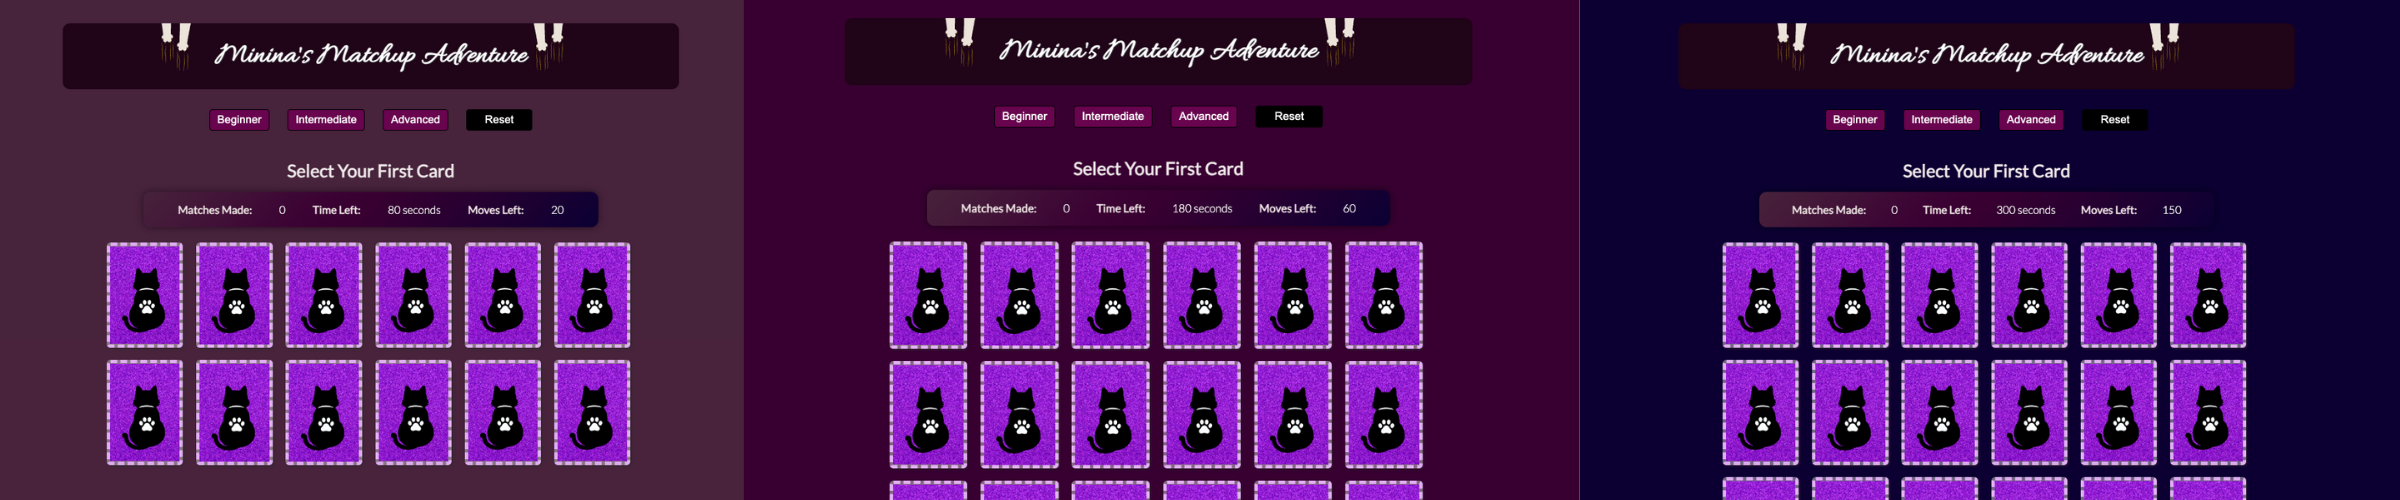 Minina's Matchup Adventure
Beginner Intermediate Advanced Reset
Select Your First Card
Matches Made: 0 Time Left: 80 seconds Moves Left: 20
Minina's Matchup Adventure
Beginner Intermediate Advanced Reset
Select Your First Card
Matches Made: 0 Time Left: 180 seconds Moves Left: 60
Minina's Matchup Adventure
Beginner Intermediate Advanced Reset
Select Your First Card
Matches Made: 0 Time Left: 300 seconds Moves Left: 150